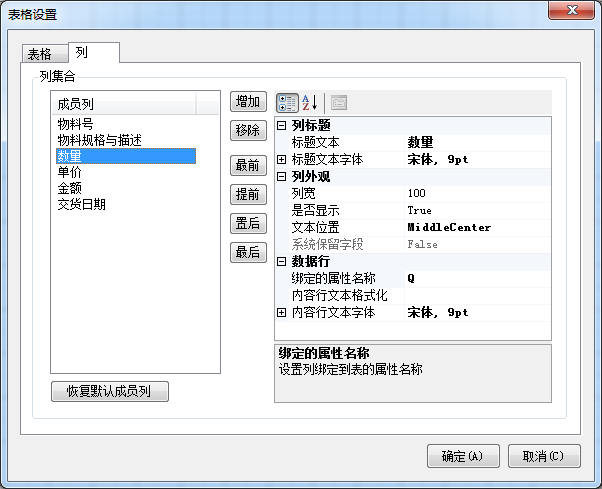 表格设置
表格 列
列集合
成员列
物料号
物料规格与描述
数量
单价
金额
交货日期
恢复默认成员列
增加
移除
最前
提前
置后
最后
列标题
标题文本 数量
标题文本字体 宋体, 9pt
列外观
列宽 100
是否显示 True
文本位置 MiddleCenter
系统保留字段 False
数据行
绑定的属性名称 Q
内容行文本格式化
内容行文本字体 宋体, 9pt
绑定的属性名称
设置列绑定到表的属性名称
确定(A) 取消(C)